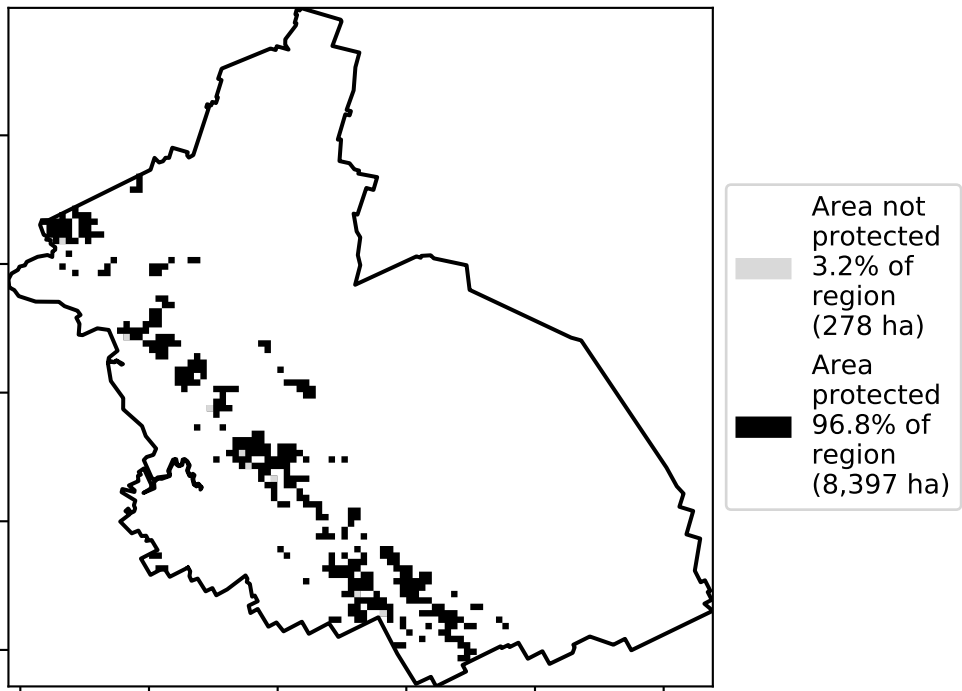 Area not
protected
3.2% of
region
(278 ha)
Area
protected
96.8% of
region
(8,397 ha)